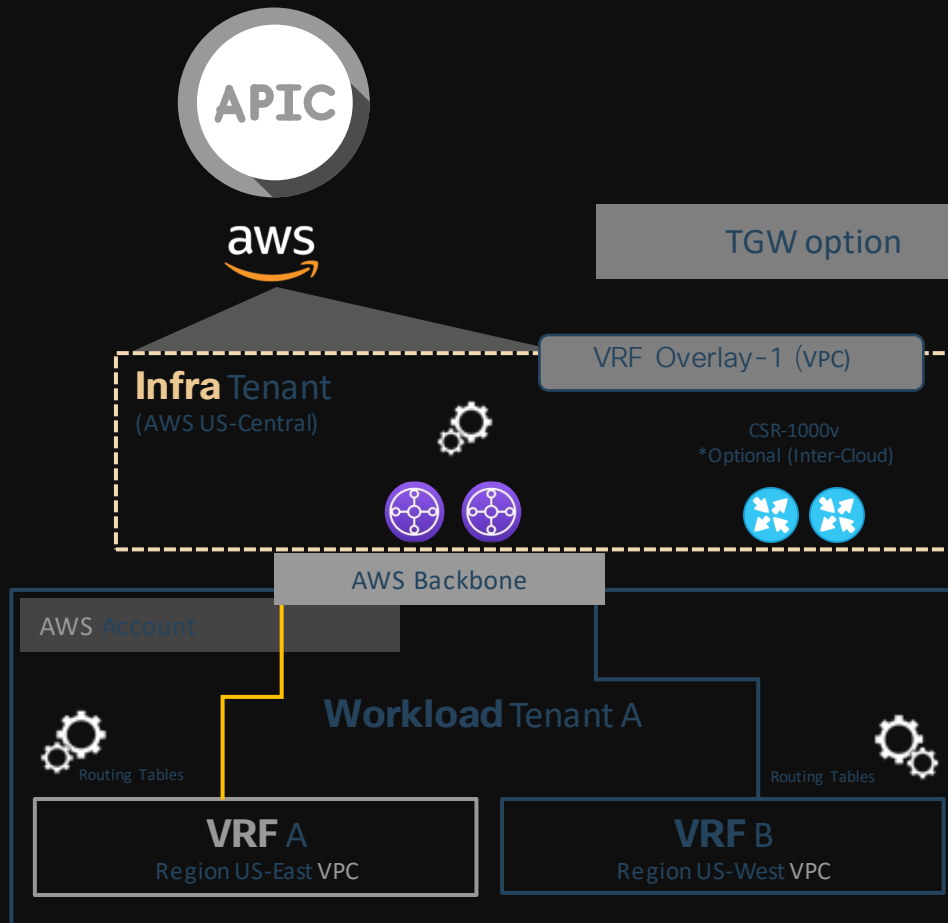 APIC
aws
TGW option
VRF Overlay-1 (VPC)
Infra Tenant
(AWS US-Central)
CSR-1000v
*Optional (Inter-Cloud)
AWS Backbone
AWS Account
Workload Tenant A
Routing Tables
Routing Tables
VRF A
Region US-East VPC
VRF B
Region US-West VPC